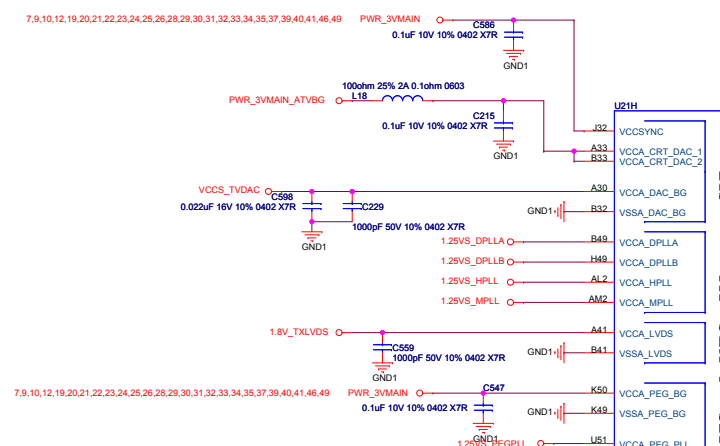 7,9,10,12,19,20,21,22,23,24,25,26,28,29,30,31,32,33,34,35,37,39,40,41,46,49 PWR_3VMAIN
C586
0.1uF 10V 10% 0402 X7R
GND1
100ohm 25% 2A 0.1ohm 0603
PWR_3VMAIN_ATVBG L18
C215
0.1uF 10V 10% 0402 X7R
GND1
U21H
J32 VCCSYNC
A33 VCCA_CRT_DAC_1
B33 VCCA_CRT_DAC_2
VCCS_TVDAC
C598
0.022uF 16V 10% 0402 X7R
C229
1000pF 50V 10% 0402 X7R
GND1
A30 VCCA_DAC_BG
GND1 B32 VSSA_DAC_BG
1.25VS_DPLLA B49 VCCA_DPLLA
1.25VS_DPLLB H49 VCCA_DPLLB
1.25VS_HPLL AL2 VCCA_HPLL
1.25VS_MPLL AM2 VCCA_MPLL
1.8V_TXLVDS A41 VCCA_LVDS
C559
1000pF 50V 10% 0402 X7R
GND1
GND1 B41 VSSA_LVDS
7,9,10,12,19,20,21,22,23,24,25,26,28,29,30,31,32,33,34,35,37,39,40,41,46,49 PWR_3VMAIN
C547
0.1uF 10V 10% 0402 X7R
GND1
K50 VCCA_PEG_BG
GND1 K49 VSSA_PEG_BG
1.25VS_PEGPLL U51 VCCA_PEG_PLL